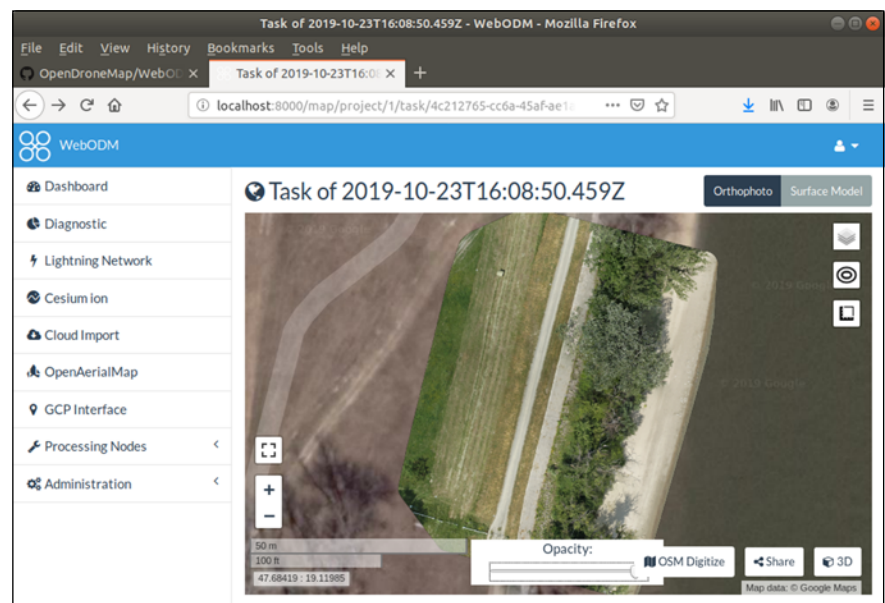 Task of 2019-10-23T16:08:50.459Z - WebODM - Mozilla Firefox
File Edit View History Bookmarks Tools Help
OpenDroneMap/WebOD
Task of 2019-10-23T16:0
localhost:8000/map/project/1/task/4c212765-cc6a-45af-ae1
WebODM
Dashboard
Task of 2019-10-23T16:08:50.459Z
Orthophoto Surface Model
Diagnostic
Lightning Network
Cesium ion
Cloud Import
OpenAerialMap
GCP Interface
Processing Nodes
Administration
© 2019 Google
© 2019 Google
50 m
100 ft
47.68419 : 19.11985
Opacity:
OSM Digitize
Share
3D
Map data: © Google Maps